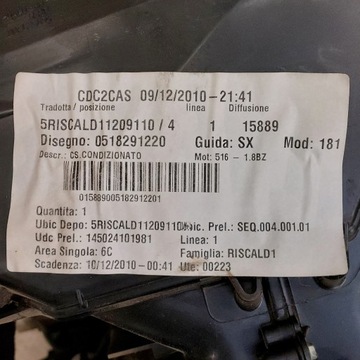 CDC2CAS 09/12/2010-21:41
Tradotta / posizione linea Diffusione
5RISCALD11209110 / 4 1 15889
Disegno: 0518291220 Guida: SX Mod: 181
Descr.: CS.CONDIZIONATO Mot: 516 - 1.8BZ
015889005182912201
Quantita: 1
Ubic Depo: 5RISCALD11209110 Ubic. Prel.: SEQ.004.001.01
Udc Prel.: 145024101981 Linea: 1
Area Singola: 6C Famiglia: RISCALD1
Scadenza: 10/12/2010-00:41 Ute: 00223